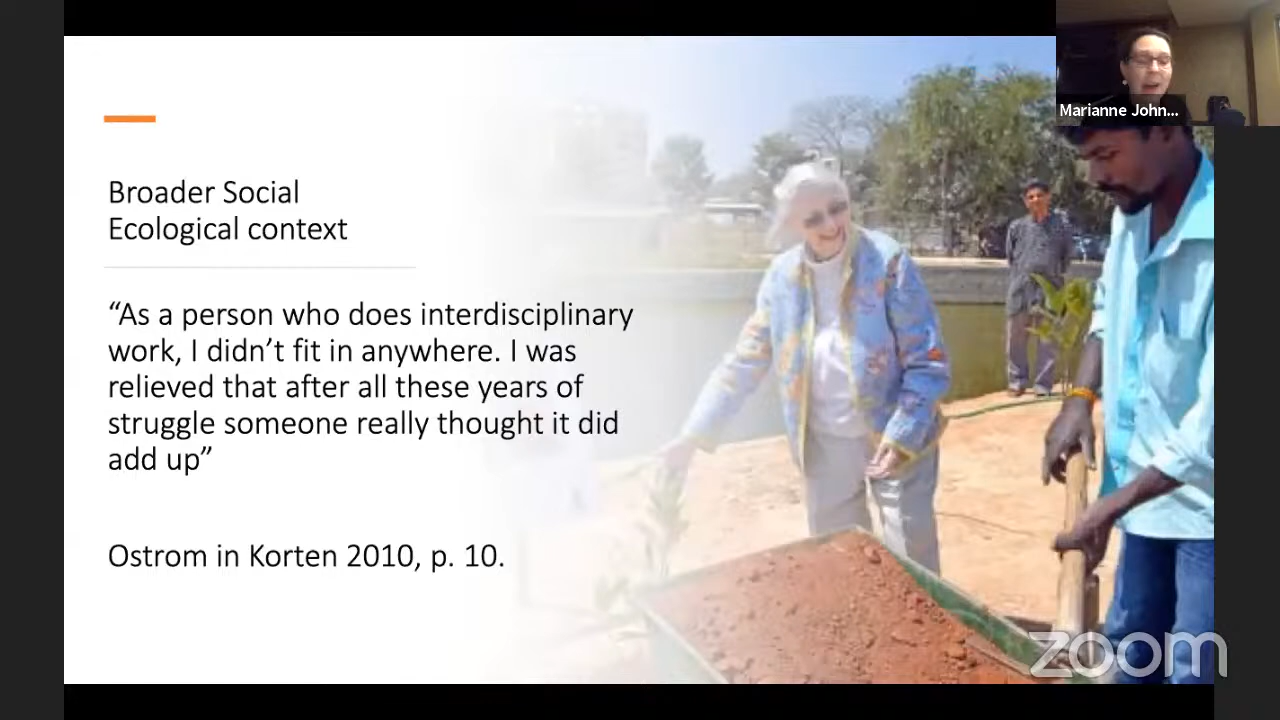 Marianne John...
Broader Social
Ecological context
“As a person who does interdisciplinary
work, I didn’t fit in anywhere. I was
relieved that after all these years of
struggle someone really thought it did
add up”
Ostrom in Korten 2010, p. 10.
zoom